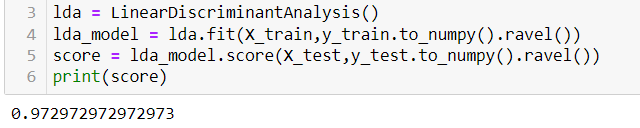 3 lda = LinearDiscriminantAnalysis()
4 lda_model = lda.fit(X_train,y_train.to_numpy().ravel())
5 score = lda_model.score(X_test,y_test.to_numpy().ravel())
6 print(score)
0.972972972972973